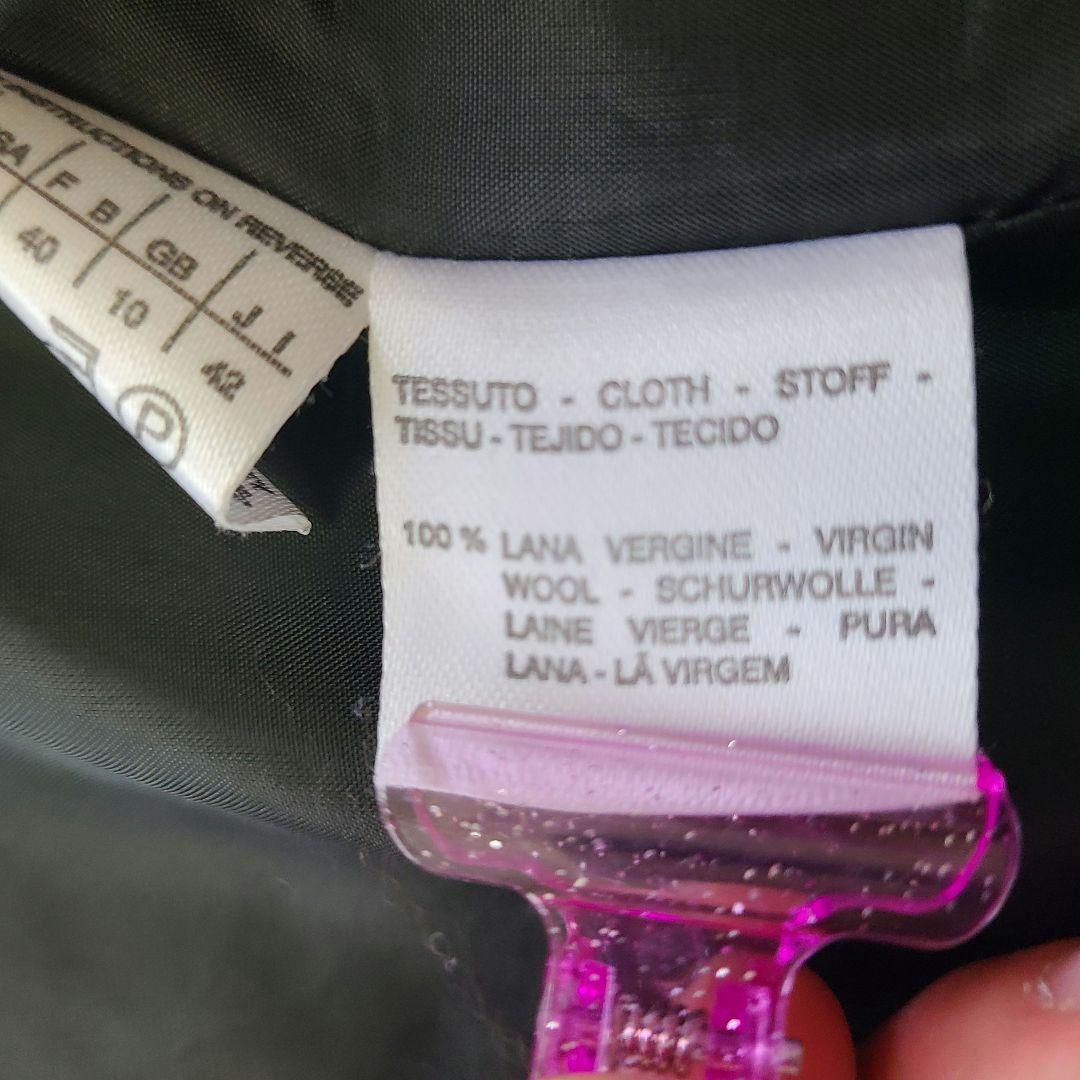 INSTRUCTIONS ON REVERSE
F B GB J I
40 10 42
P
TESSUTO - CLOTH - STOFF -
TISSU - TEJIDO - TECIDO
100 % LANA VERGINE - VIRGIN
WOOL - SCHURWOLLE -
LAINE VIERGE - PURA
LANA - LÃ VIRGEM